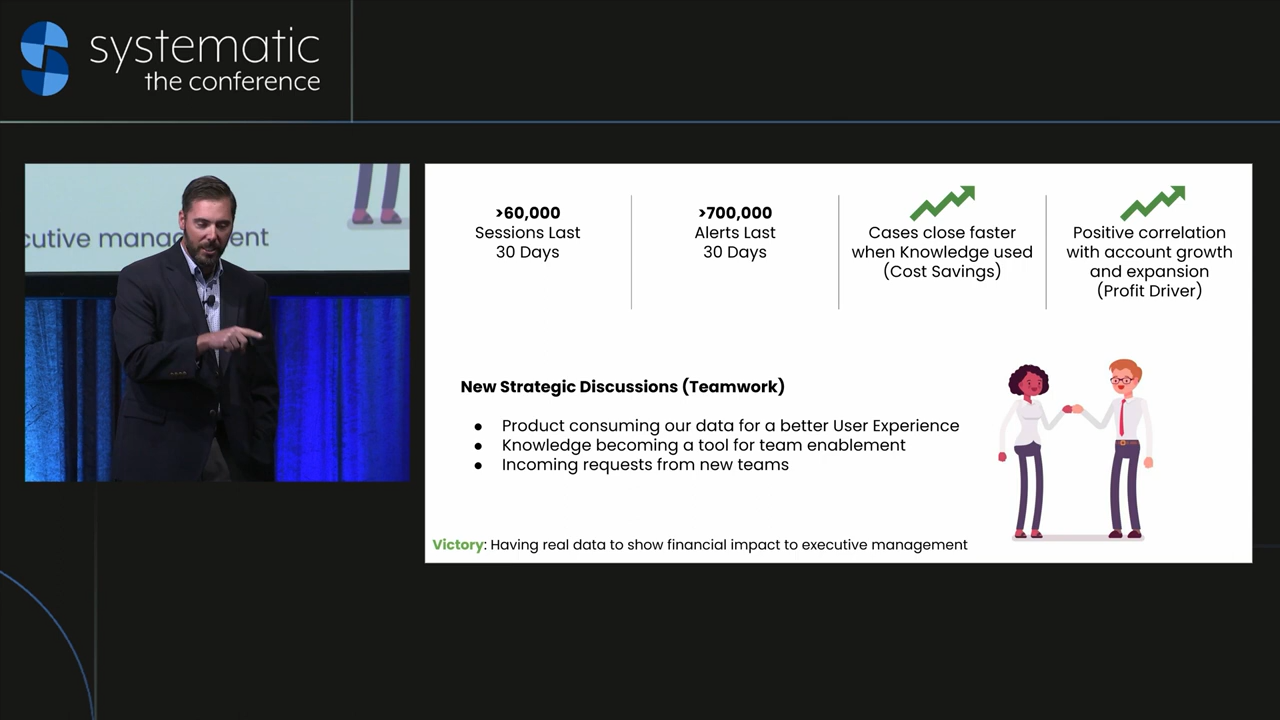 systematic
the conference
cutive management
>60,000
Sessions Last
30 Days
>700,000
Alerts Last
30 Days
Cases close faster
when Knowledge used
(Cost Savings)
Positive correlation
with account growth
and expansion
(Profit Driver)
New Strategic Discussions (Teamwork)
● Product consuming our data for a better User Experience
● Knowledge becoming a tool for team enablement
● Incoming requests from new teams
Victory: Having real data to show financial impact to executive management